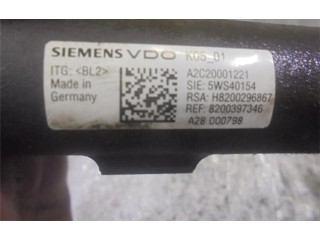 SIEMENS VDO K9S_01
ITG: <BL2> A2C20001221
Made in SIE: 5WS40154
Germany RSA: H8200296867
REF: 8200397346
A28 000798